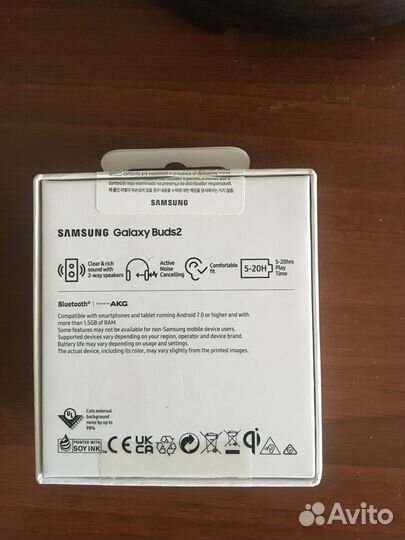 contents are examined in presence of delivering
conteúdo seja examinado na presença do distribuidor responsável.
SAMSUNG
SAMSUNG Galaxy Buds2
Clear & rich
sound with
2-way speakers
Active
Noise
Cancelling
Comfortable
fit
5-20H
5-20hrs
Play
Time
Bluetooth® Sound by AKG
Compatible with smartphones and tablet running Android 7.0 or higher and with
more than 1.5GB of RAM.
Some features may not be available for non-Samsung mobile device users.
Supported devices may vary depending on your region, operator and device brand.
Battery life may vary depending on usage and settings.
The actual device, including its color, may vary slightly from pictures.
UL
Cuts external
background
noise by up to
98%
PRINTED WITH
SOY INK
CE
UK
CA
qi
Avito